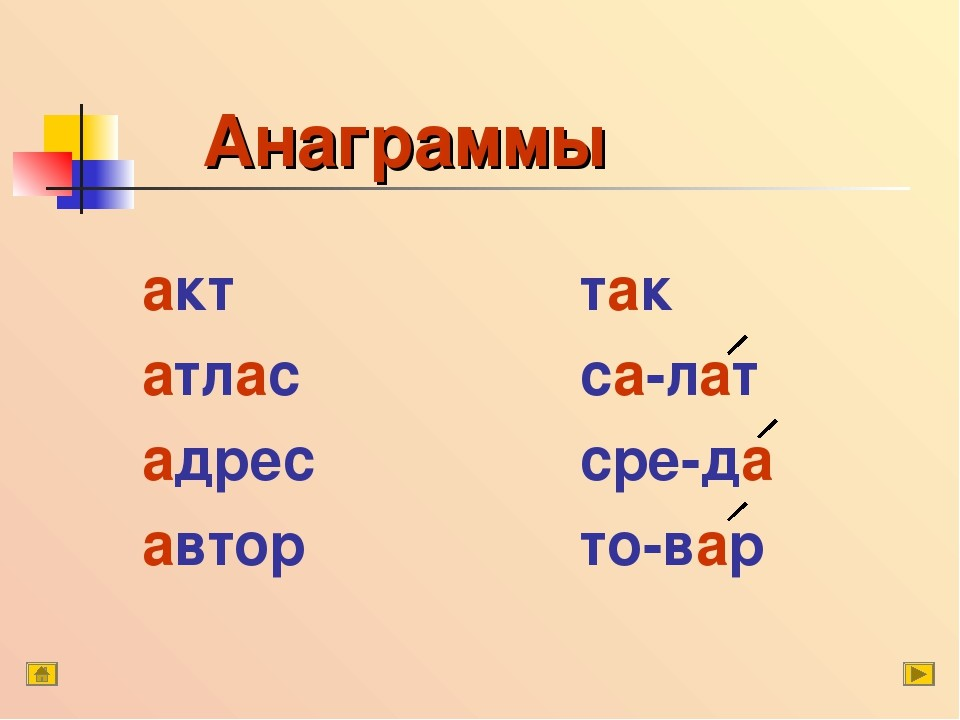 Анаграммы
акт так
атлас са-лат
адрес сре-да
автор то-вар